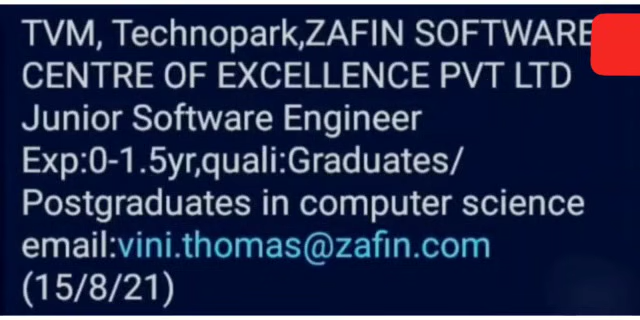 TVM, Technopark,ZAFIN SOFTWARE
CENTRE OF EXCELLENCE PVT LTD
Junior Software Engineer
Exp:0-1.5yr,quali:Graduates/
Postgraduates in computer science
email:vini.thomas@zafin.com
(15/8/21)